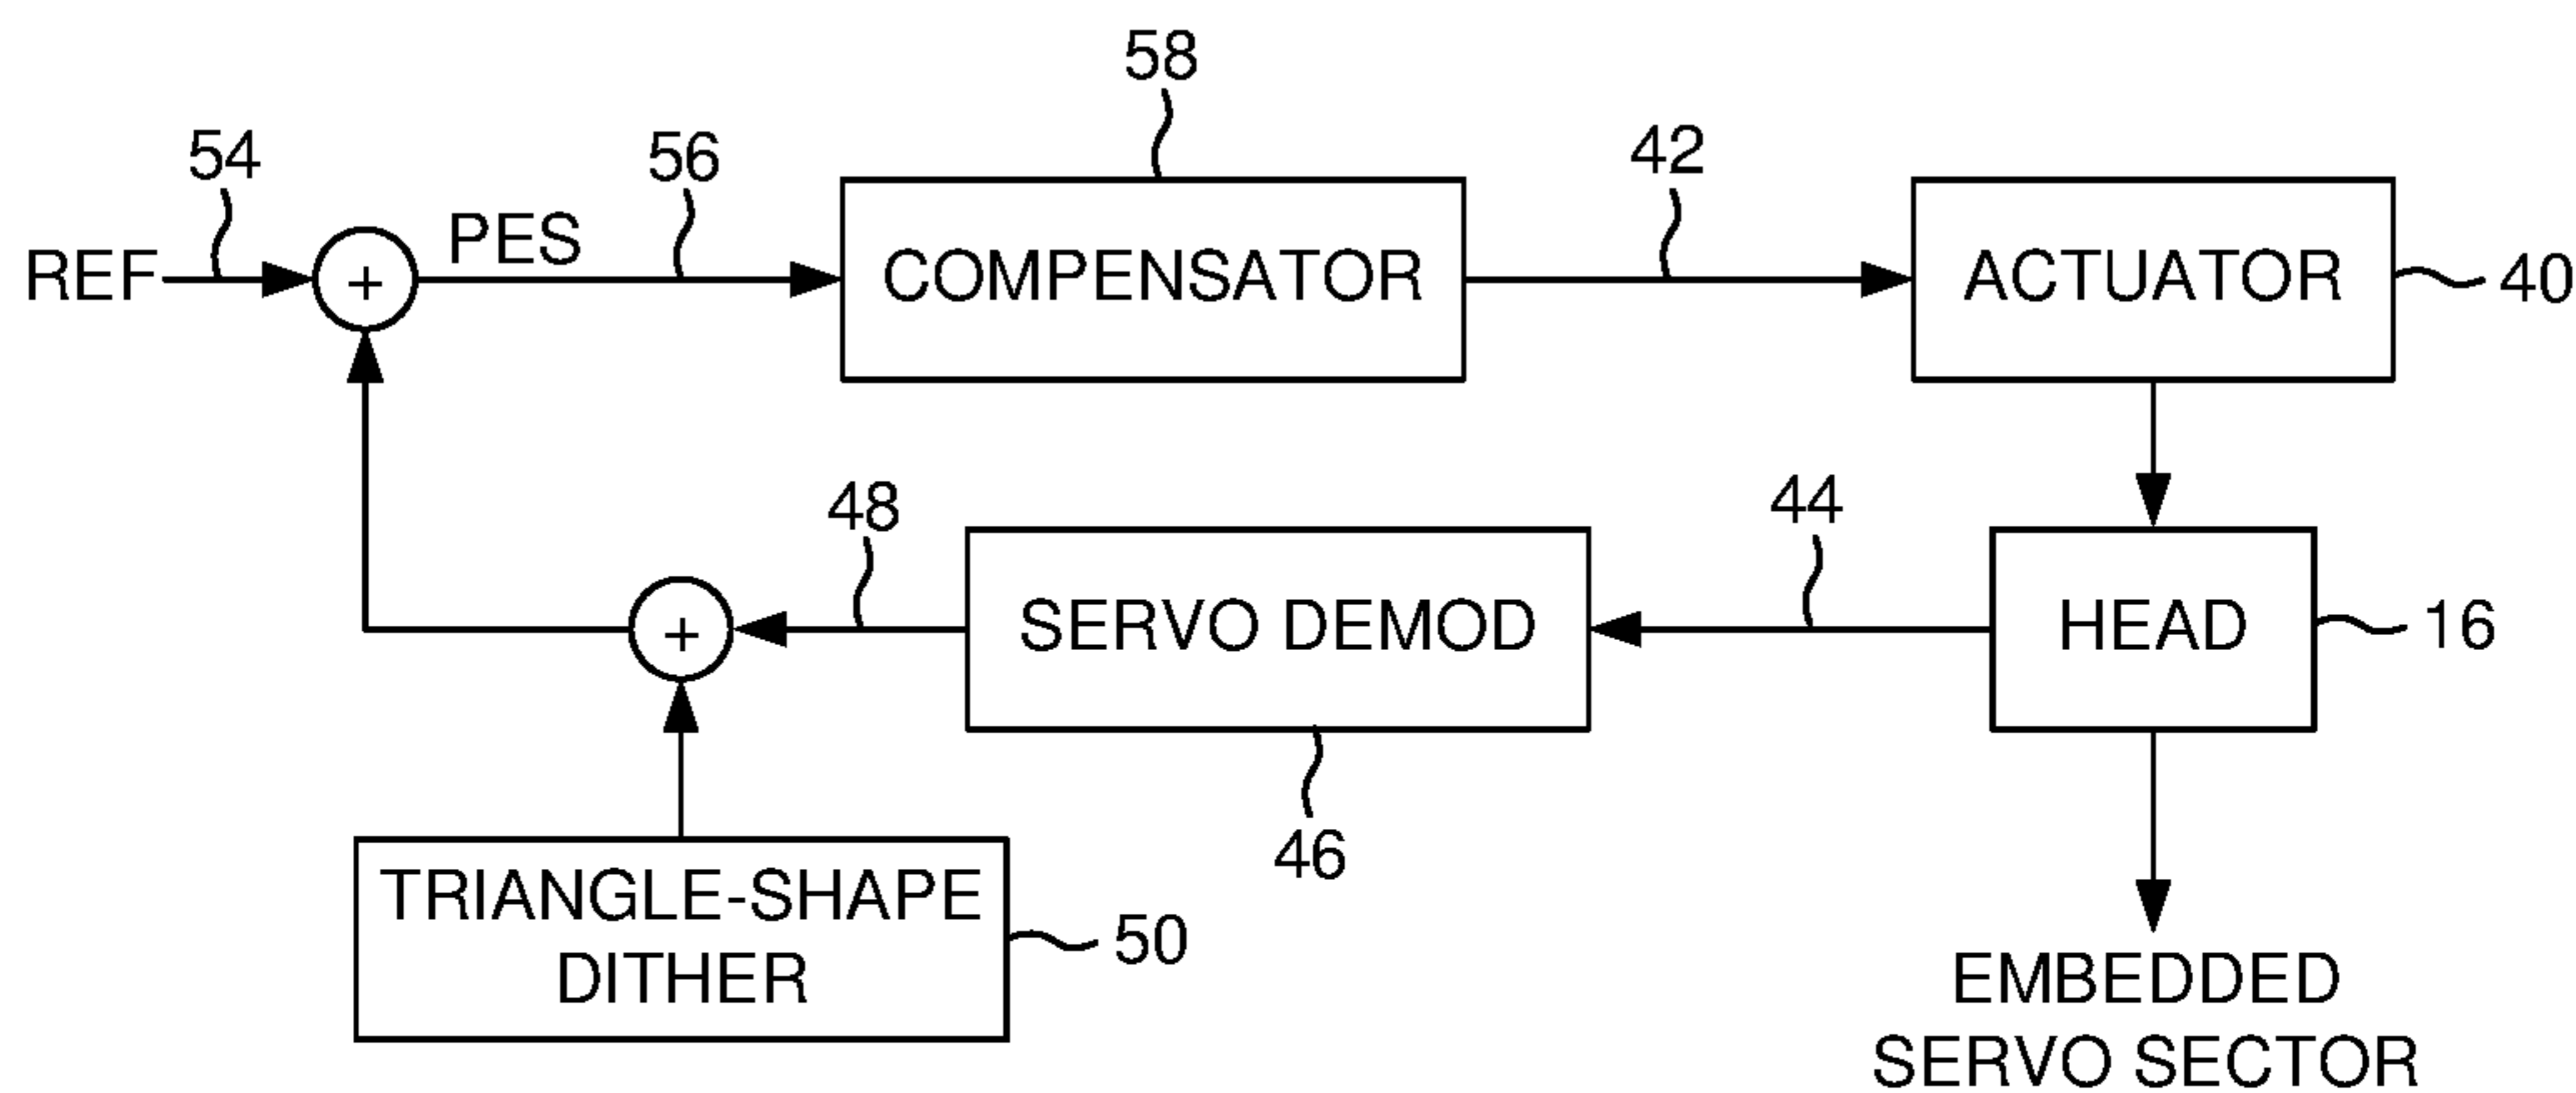 58
54
56
42
REF
+
PES
COMPENSATOR
ACTUATOR
40
48
44
+
SERVO DEMOD
HEAD
16
46
TRIANGLE-SHAPE
DITHER
50
EMBEDDED
SERVO SECTOR